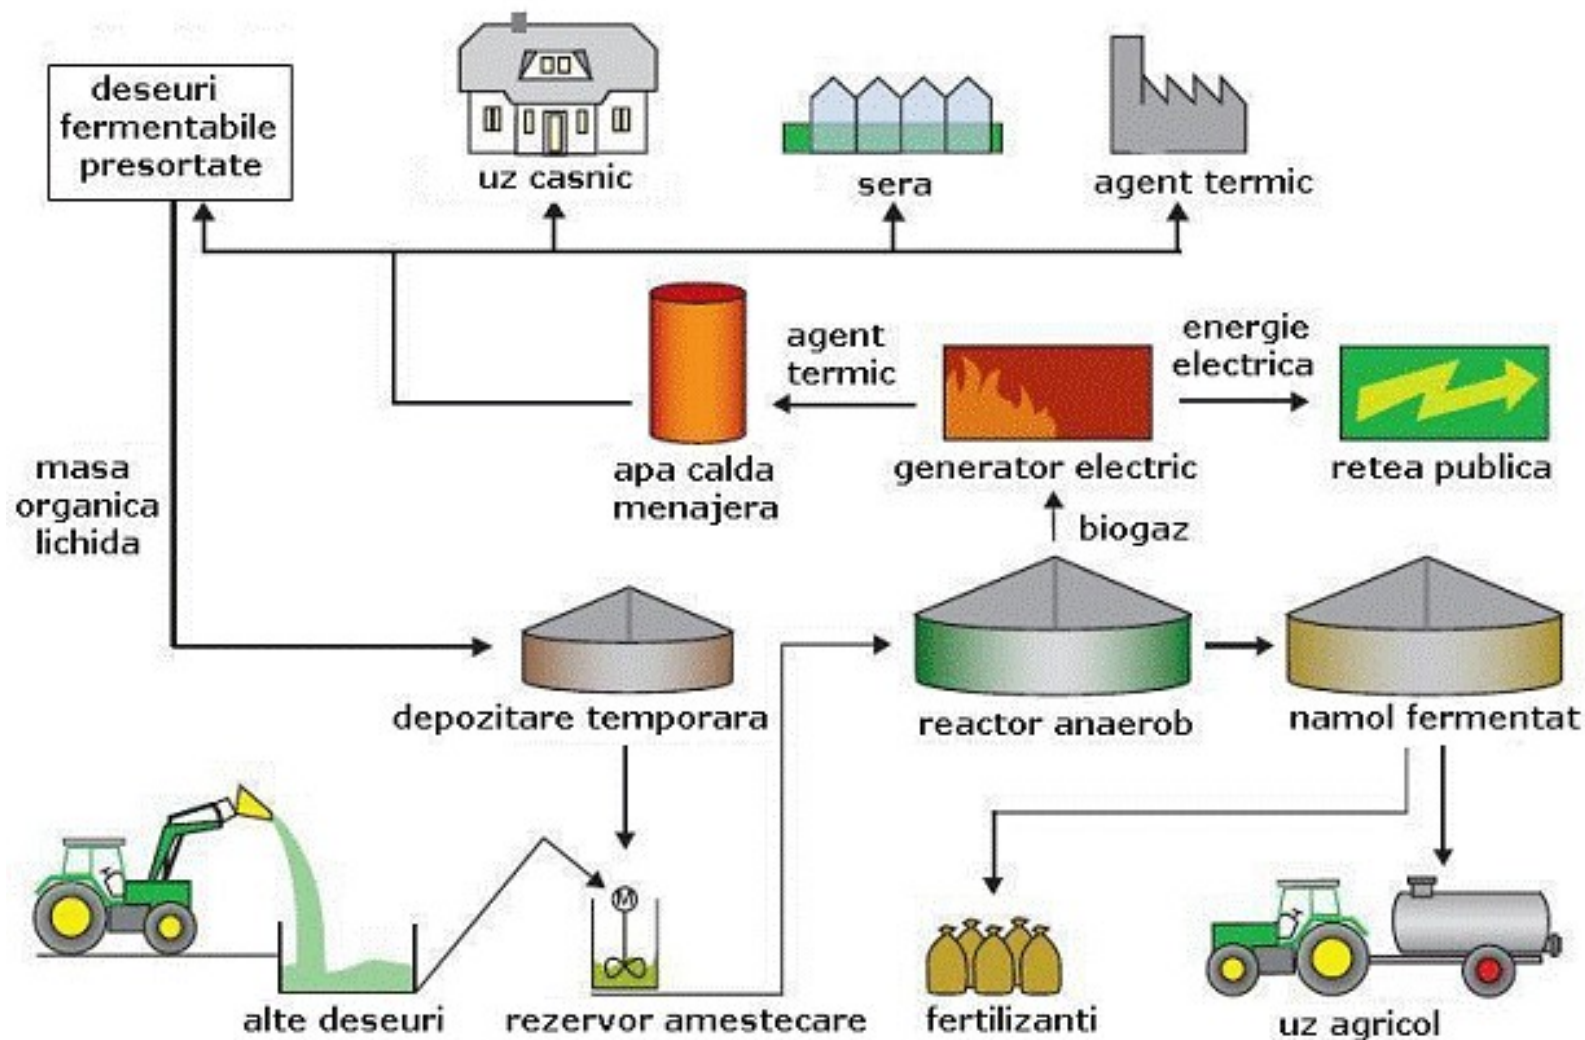 deseuri
fermentabile
presortate
uz casnic
sera
agent termic
agent
termic
energie
electrica
masa
organica
lichida
apa calda
menajera
generator electric
retea publica
biogaz
depozitare temporara
reactor anaerob
namol fermentat
M
alte deseuri
rezervor amestecare
fertilizanti
uz agricol